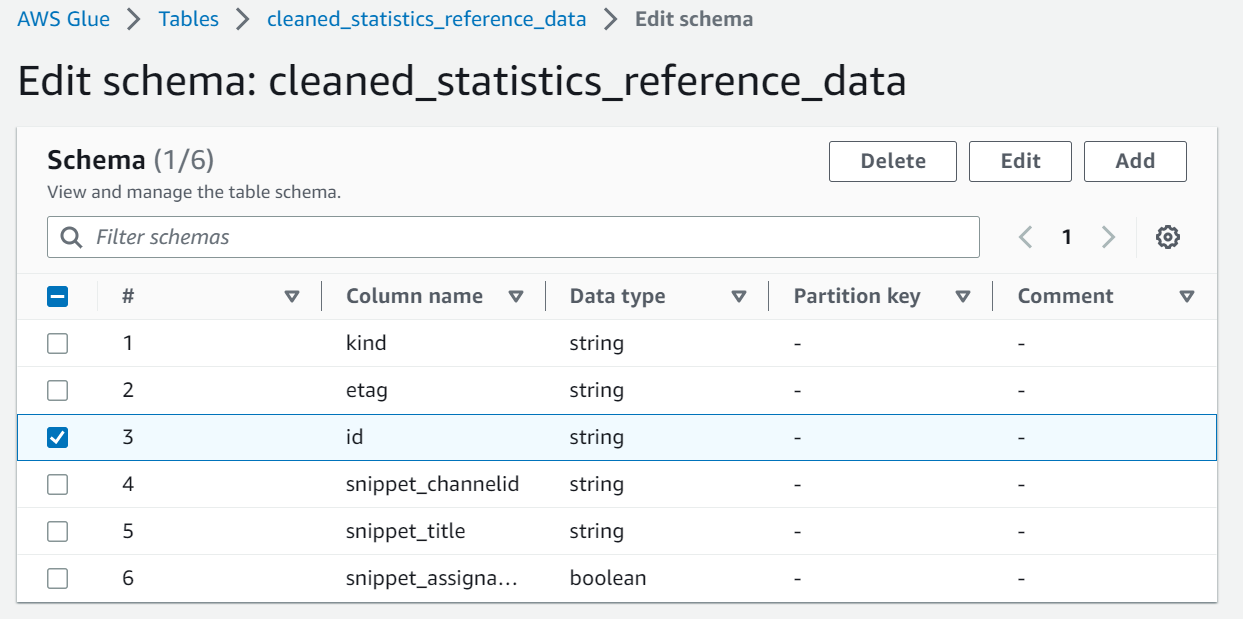 AWS Glue > Tables > cleaned_statistics_reference_data > Edit schema
Edit schema: cleaned_statistics_reference_data
Schema (1/6) Delete Edit Add
View and manage the table schema.
Filter schemas 1
# Column name Data type Partition key Comment
1 kind string - -
2 etag string - -
3 id string - -
4 snippet_channelid string - -
5 snippet_title string - -
6 snippet_assigna... boolean - -